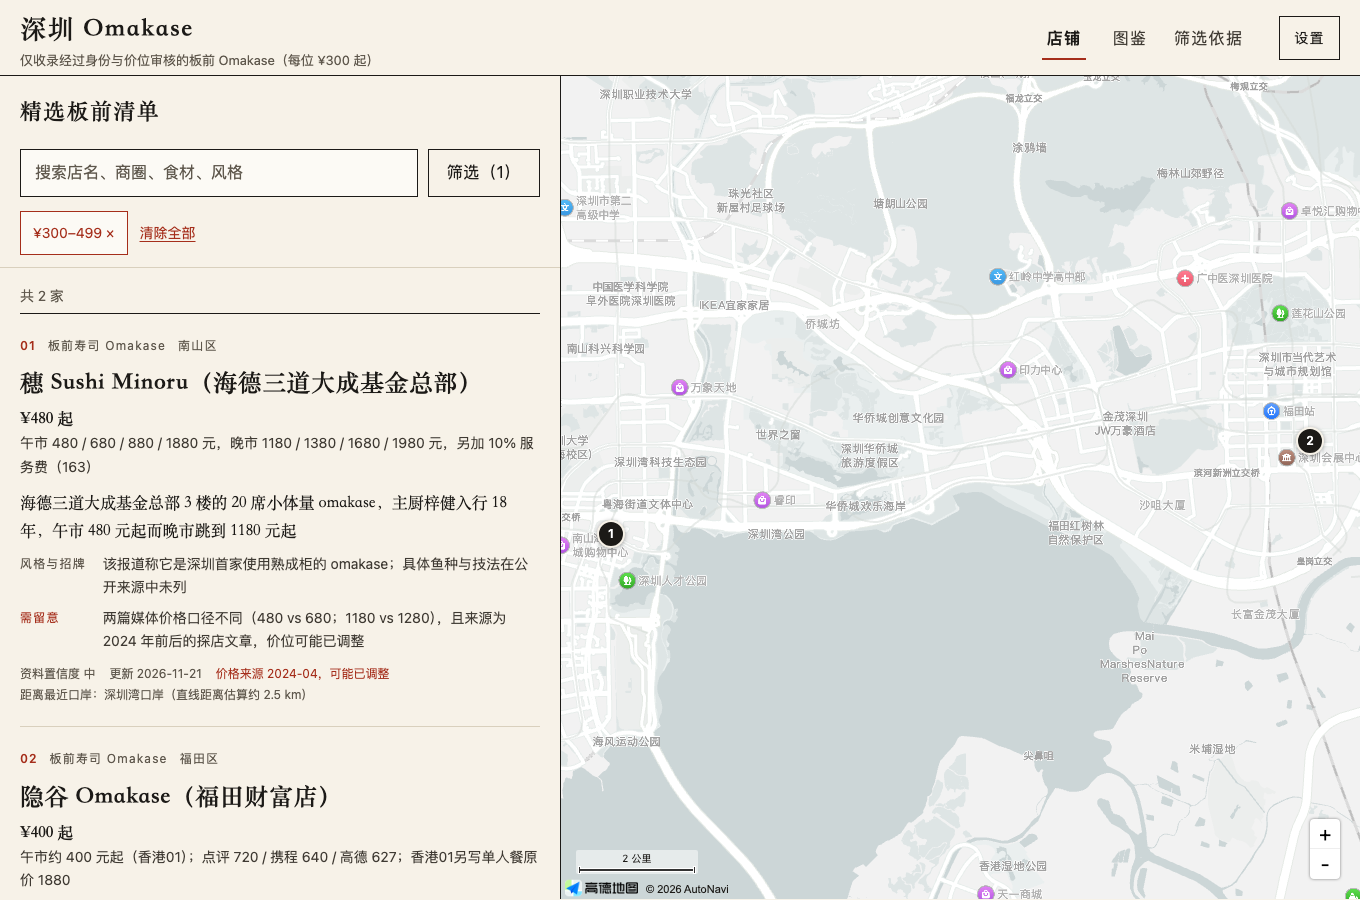 深圳 Omakase
仅收录经过身份与价位审核的板前 Omakase（每位 ¥300 起）
店铺
图鉴
筛选依据
设置
精选板前清单
搜索店名、商圈、食材、风格
筛选（1）
¥300–499 ×
清除全部
共 2 家
01 板前寿司 Omakase 南山区
穗 Sushi Minoru（海德三道大成基金总部）
¥480 起
午市 480 / 680 / 880 / 1880 元，晚市 1180 / 1380 / 1680 / 1980 元，另加 10% 服
务费（163）
海德三道大成基金总部 3 楼的 20 席小体量 omakase，主厨梓健入行 18
年，午市 480 元起而晚市跳到 1180 元起
风格与招牌 该报道称它是深圳首家使用熟成柜的 omakase；具体鱼种与技法在公
开来源中未列
需留意 两篇媒体价格口径不同（480 vs 680；1180 vs 1280），且来源为
2024 年前后的探店文章，价位可能已调整
资料置信度 中 更新 2026-11-21 价格来源 2024-04，可能已调整
距离最近口岸：深圳湾口岸（直线距离估算约 2.5 km）
02 板前寿司 Omakase 福田区
隐谷 Omakase（福田财富店）
¥400 起
午市约 400 元起（香港01）；点评 720 / 携程 640 / 高德 627；香港01另写单人餐原
价 1880
深圳职业技术大学
福龙立交
梅观立交
涂鸦墙
梅林山郊野径
深圳市第二
高级中学
珠光社区
新屋村足球场
塘朗山公园
卓悦汇购物中
红岭中学高中部
广中医深圳医院
中国医学科学院
阜外医院深圳医院
IKEA宜家家居
侨城坊
莲花山公园
南山科兴科学园
深圳市当代艺术
与城市规划馆
万象天地
印力中心
华侨城创意文化园
金茂深圳
JW万豪酒店
福田站
世界之窗
深圳华侨城
旅游度假区
2
深圳会展中心
圳大学
海校区）
深圳湾科技生态园
滨河新洲立交桥
粤海街道文体中心
睿印
华侨城欢乐海岸
沙咀大厦
交桥
1
深圳湾公园
福田红树林
自然保护区
南山
城购物中心
皇岗立交
深圳人才公园
长富金茂大厦
Mai
Po
MarshesNature
Reserve
海风运动公园
尖鼻咀
米埔湿地
香港湿地公园
天一商城
2 公里
高德地图 © 2026 AutoNavi
+
-